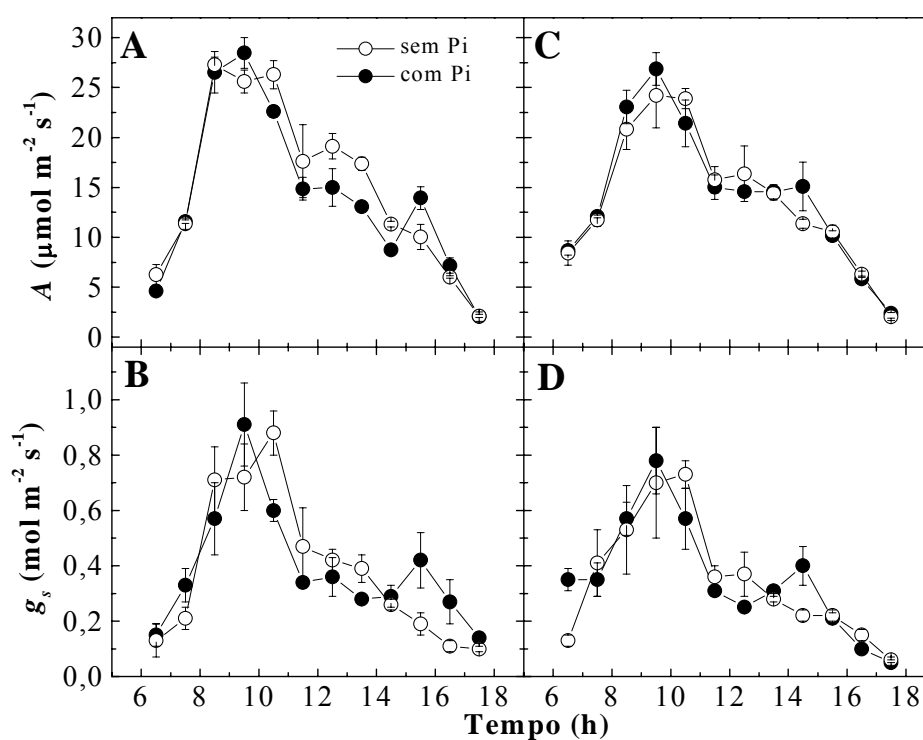 A
C
sem Pi
com Pi
30
25
20
15
10
5
0
A (µmol m⁻² s⁻¹)
B
D
1,0
0,8
0,6
0,4
0,2
0,0
gs (mol m⁻² s⁻¹)
6 8 10 12 14 16 18 6 8 10 12 14 16 18
Tempo (h)